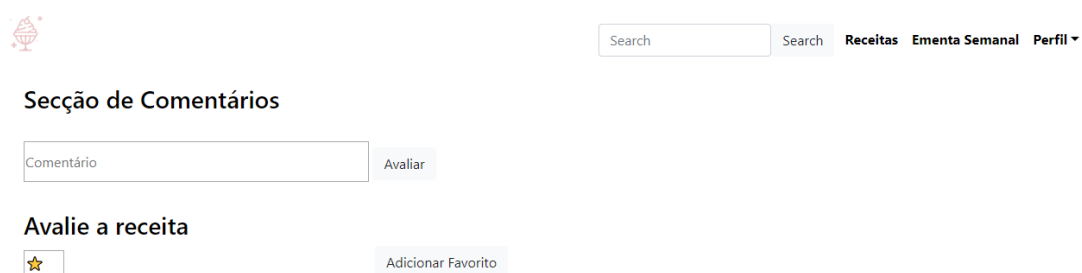 Search Search Receitas Ementa Semanal Perfil
Secção de Comentários
Comentário Avaliar
Avalie a receita
Adicionar Favorito